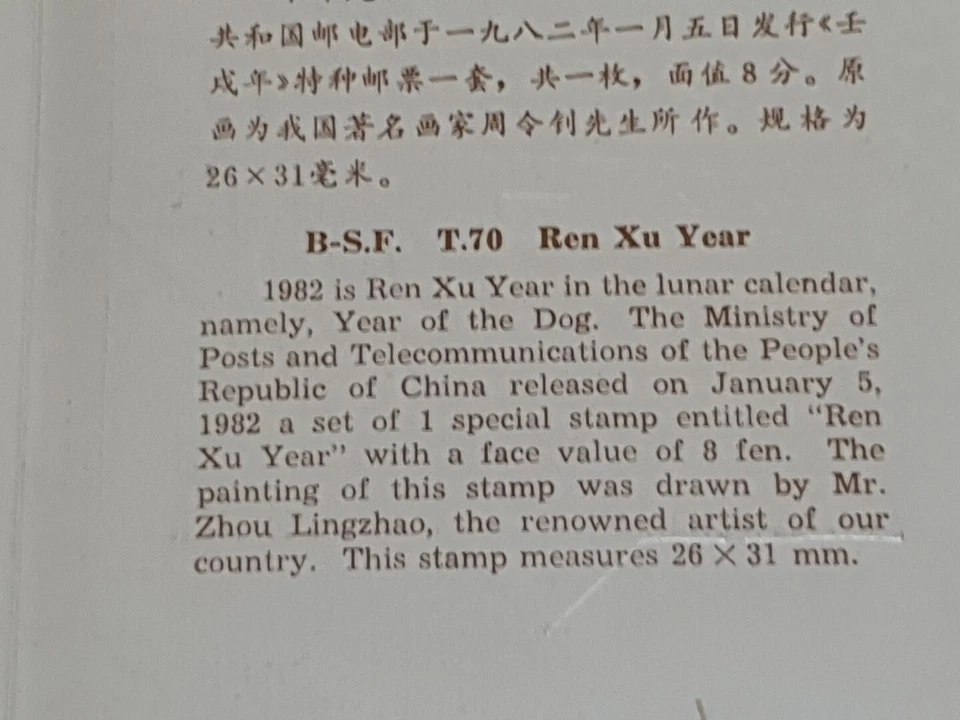 共和国邮电部于一九八二年一月五日发行《壬
戌年》特种邮票一套，共一枚，面值8分。原
画为我国著名画家周令钊先生所作。规格为
26×31毫米。
B-S.F. T.70 Ren Xu Year
1982 is Ren Xu Year in the lunar calendar,
namely, Year of the Dog. The Ministry of
Posts and Telecommunications of the People's
Republic of China released on January 5,
1982 a set of 1 special stamp entitled “Ren
Xu Year” with a face value of 8 fen. The
painting of this stamp was drawn by Mr.
Zhou Lingzhao, the renowned artist of our
country. This stamp measures 26×31 mm.